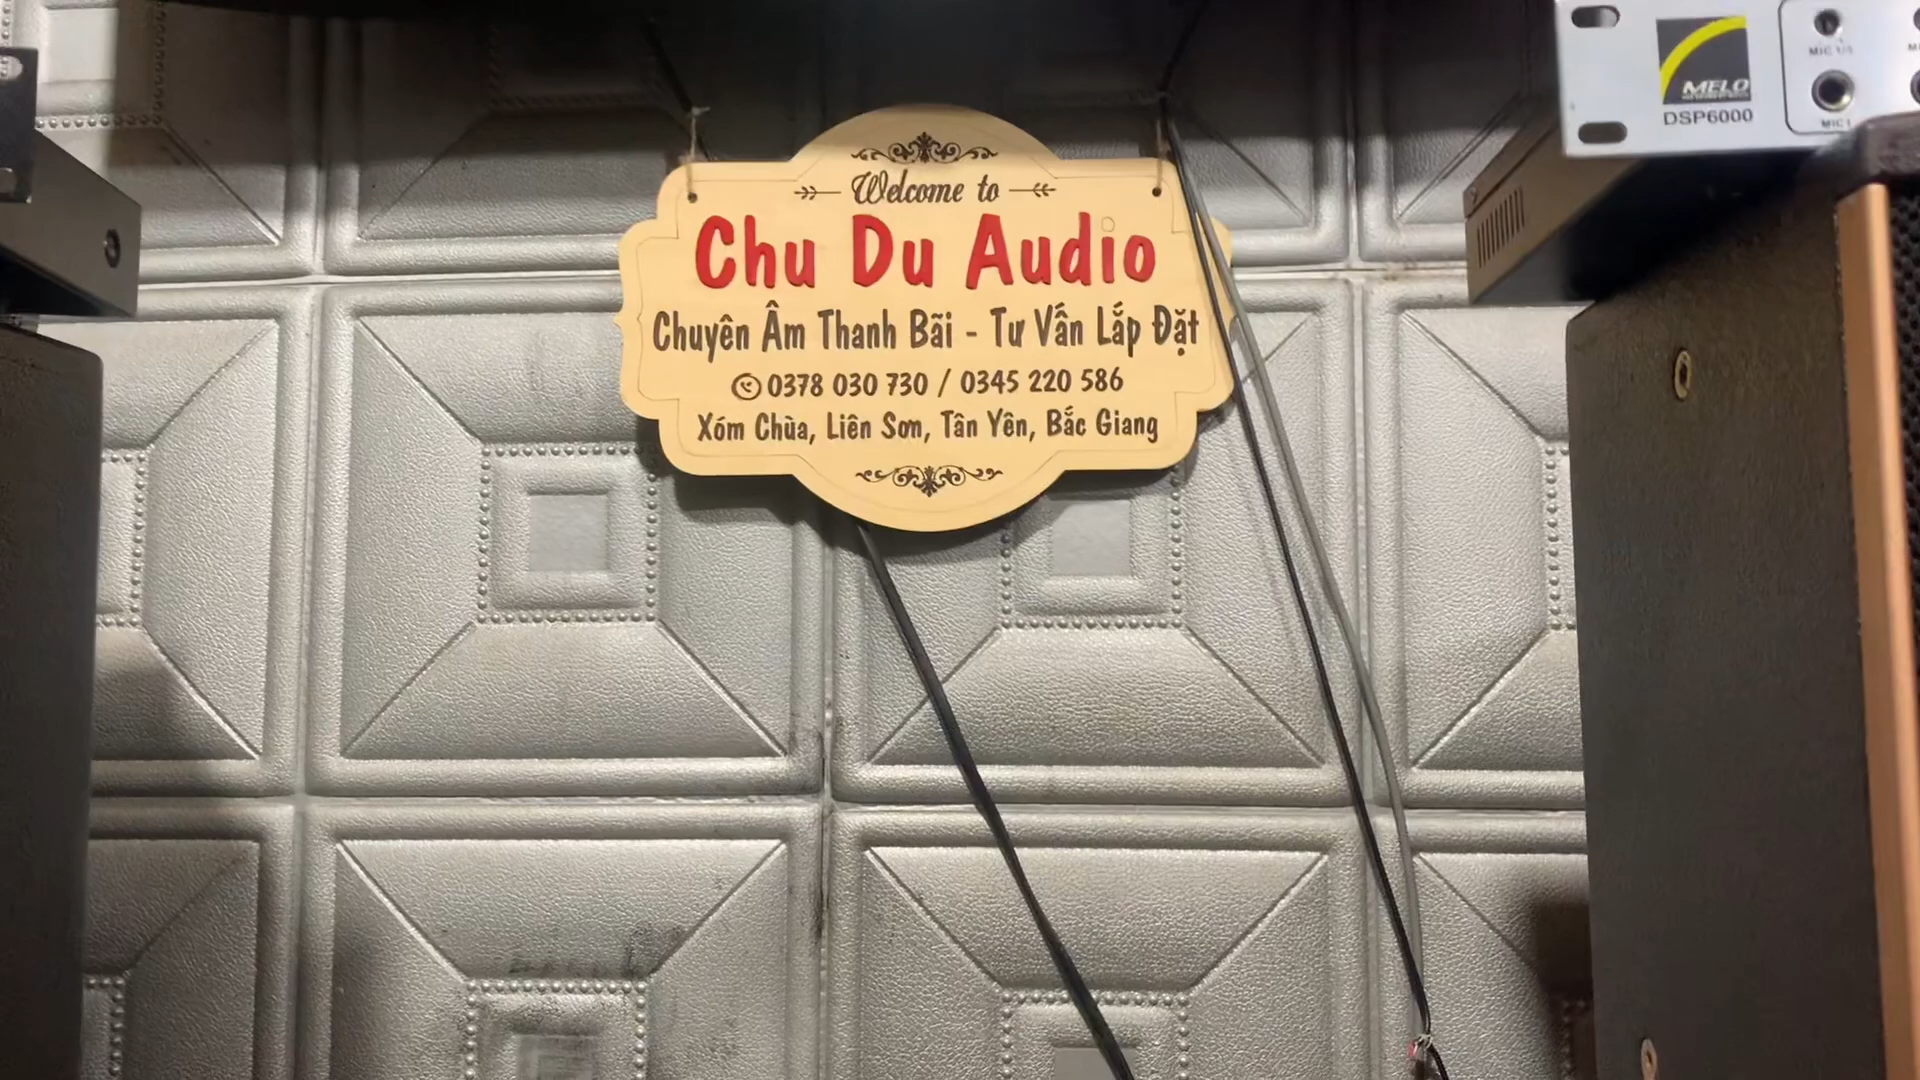 Welcome to
Chu Du Audio
Chuyên Âm Thanh Bãi - Tư Vấn Lắp Đặt
0378 030 730 / 0345 220 586
Xóm Chùa, Liên Sơn, Tân Yên, Bắc Giang
MELO
DSP6000
MIC1